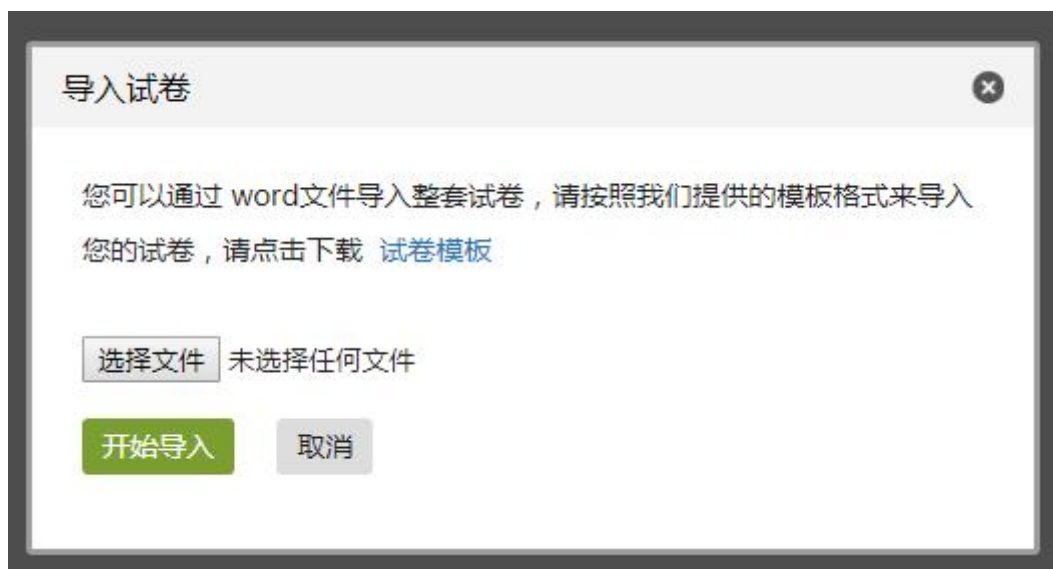 导入试卷
您可以通过 word文件导入整套试卷，请按照我们提供的模板格式来导入
您的试卷，请点击下载 试卷模板
选择文件 未选择任何文件
开始导入 取消